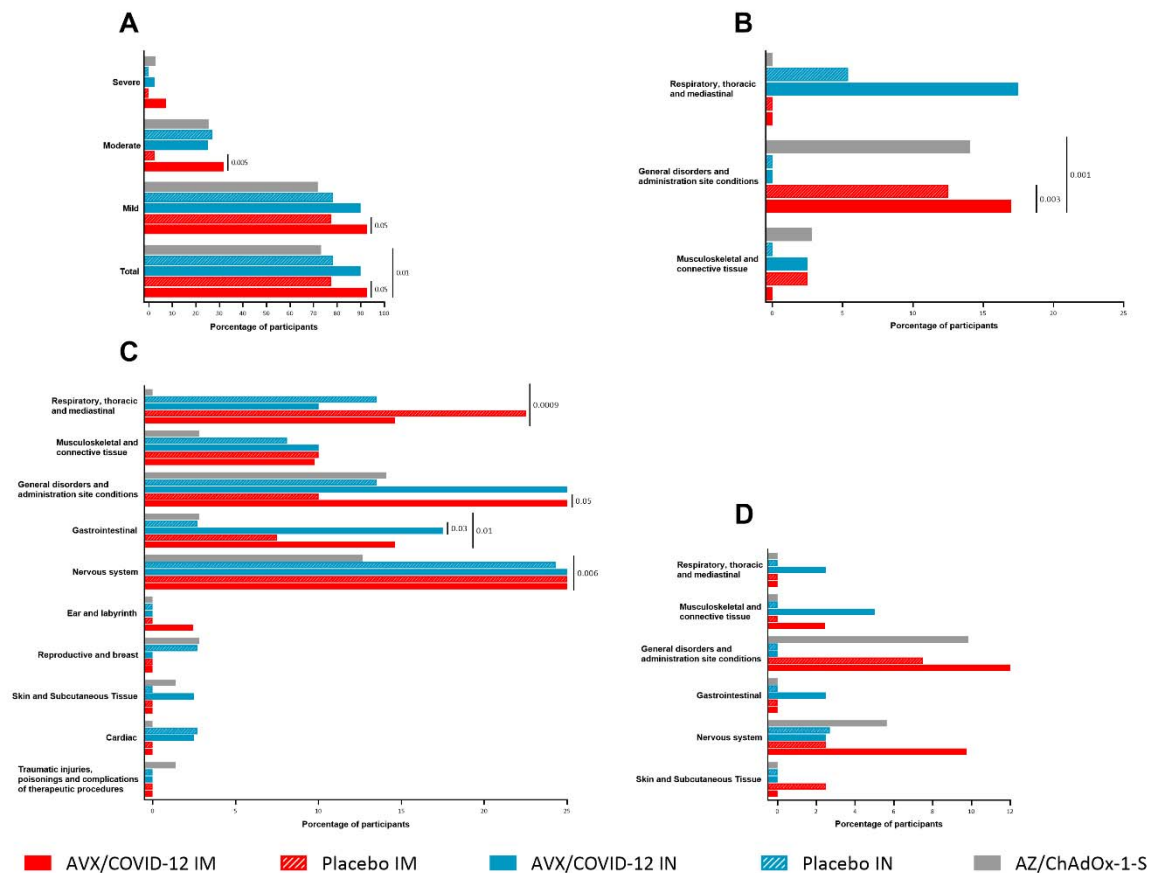 A
Severe
Moderate
0.005
Mild
0.05
Total
0.01
0.05
0 10 20 30 40 50 60 70 80 90 100
Porcentage of participants
B
Respiratory, thoracic
and mediastinal
General disorders and
administration site conditions
0.001
0.003
Musculoskeletal and
connective tissue
0 5 10 15 20 25
Porcentage of participants
C
Respiratory, thoracic
and mediastinal
0.0009
Musculoskeletal and
connective tissue
General disorders and
administration site conditions
0.05
Gastrointestinal
0.03
0.01
Nervous system
0.006
Ear and labyrinth
Reproductive and breast
Skin and Subcutaneous Tissue
Cardiac
Traumatic injuries,
poisonings and complications
of therapeutic procedures
0 5 10 15 20 25
Porcentage of participants
D
Respiratory, thoracic
and mediastinal
Musculoskeletal and
connective tissue
General disorders and
administration site conditions
Gastrointestinal
Nervous system
Skin and Subcutaneous Tissue
0 2 4 6 8 10 12
Porcentage of participants
AVX/COVID-12 IM Placebo IM AVX/COVID-12 IN Placebo IN AZ/ChAdOx-1-S